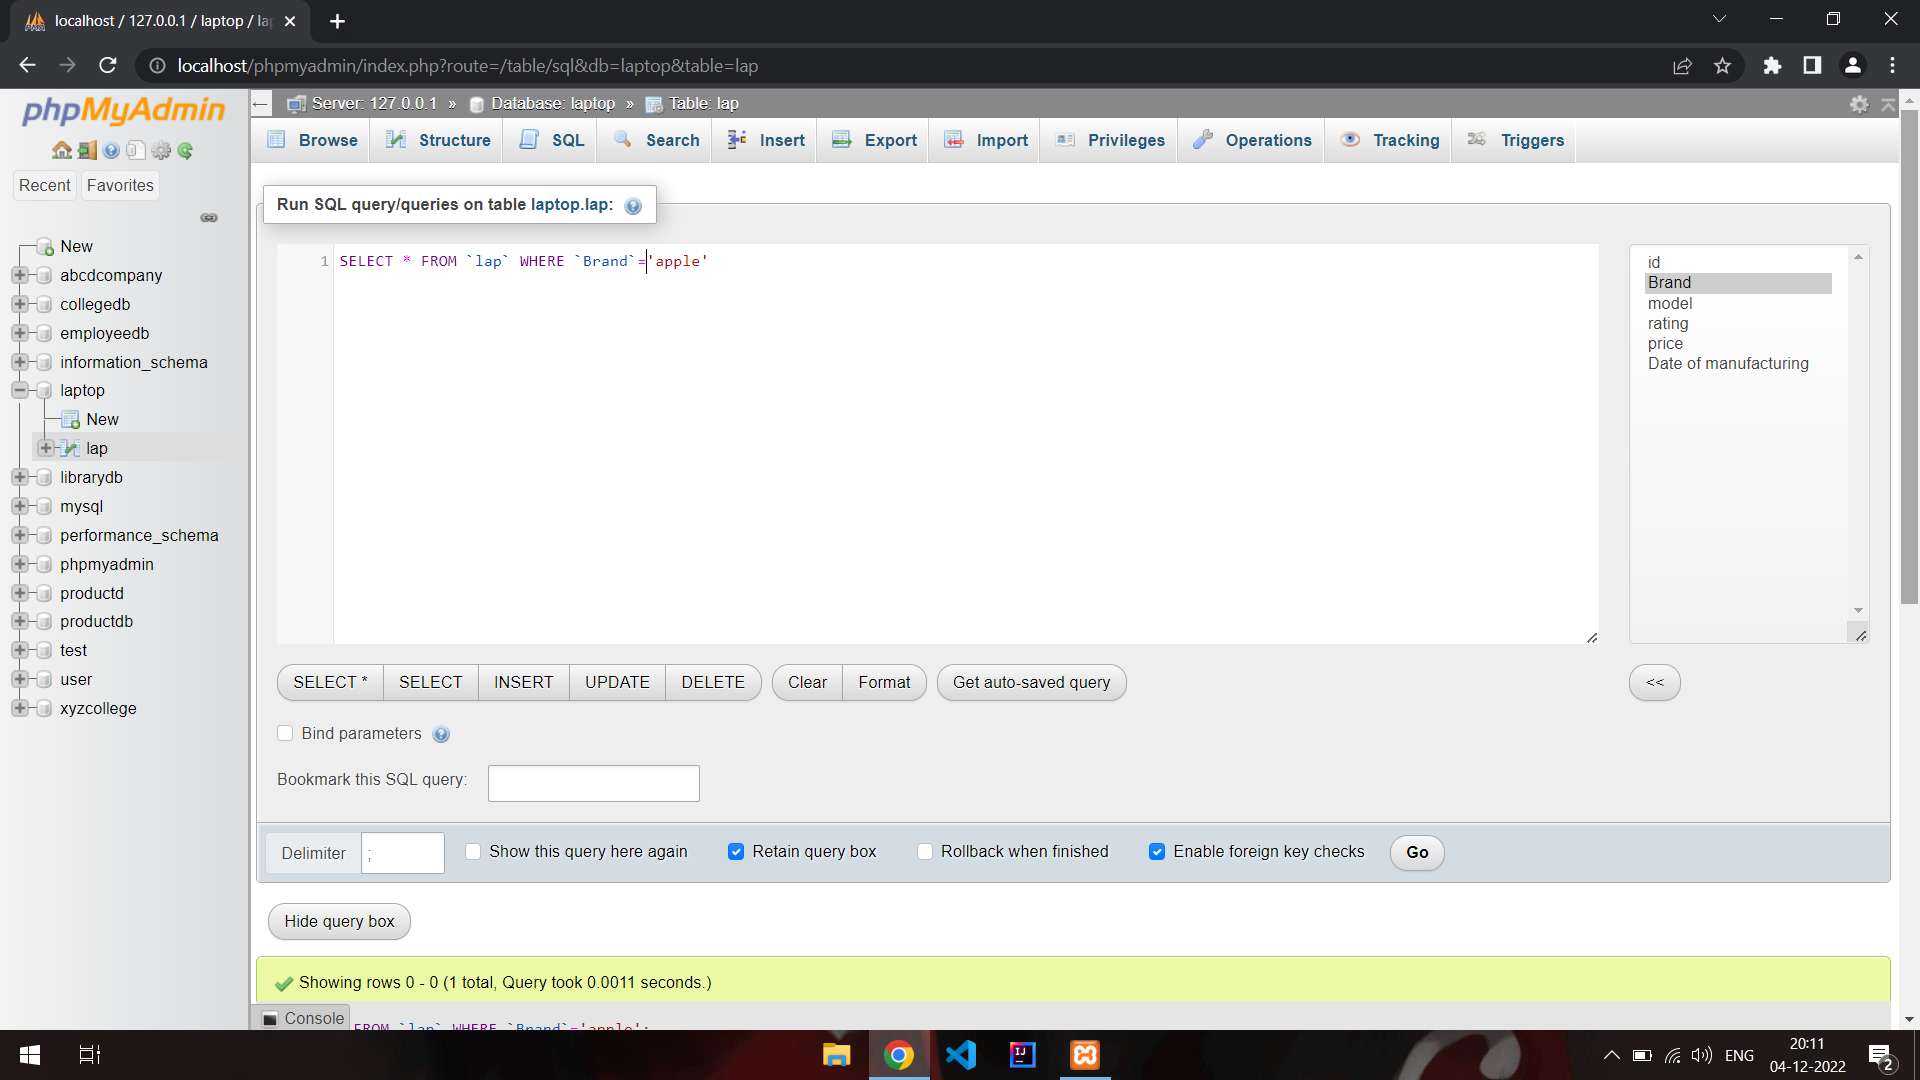 localhost / 127.0.0.1 / laptop / la
localhost/phpmyadmin/index.php?route=/table/sql&db=laptop&table=lap
phpMyAdmin
Recent
Favorites
New
abcdcompany
collegedb
employeedb
information_schema
laptop
New
lap
librarydb
mysql
performance_schema
phpmyadmin
productd
productdb
test
user
xyzcollege
Server: 127.0.0.1 » Database: laptop » Table: lap
Browse Structure SQL Search Insert Export Import Privileges Operations Tracking Triggers
Run SQL query/queries on table laptop.lap:
1 SELECT * FROM `lap` WHERE `Brand`='apple'
id
Brand
model
rating
price
Date of manufacturing
SELECT * SELECT INSERT UPDATE DELETE Clear Format Get auto-saved query <<
Bind parameters
Bookmark this SQL query:
Delimiter ; Show this query here again Retain query box Rollback when finished Enable foreign key checks Go
Hide query box
Showing rows 0 - 0 (1 total, Query took 0.0011 seconds.)
Console FROM `lap` WHERE `Brand`='apple';
ENG
20:11
04-12-2022
2